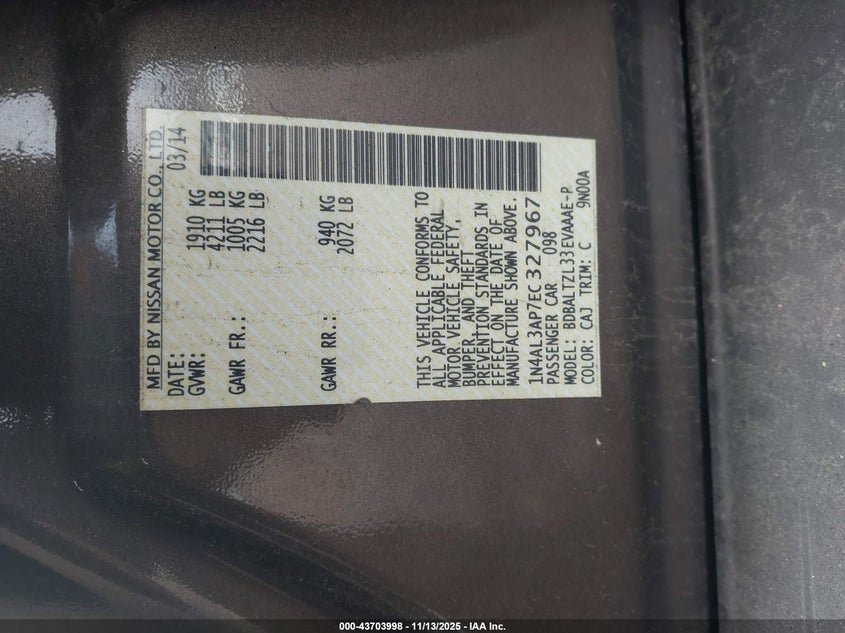 MFD BY NISSAN MOTOR CO., LTD.
DATE: 03/14
GVWR: 1910 KG
4211 LB
GAWR FR.: 1005 KG
2216 LB
GAWR RR.: 940 KG
2072 LB
THIS VEHICLE CONFORMS TO
ALL APPLICABLE FEDERAL
MOTOR VEHICLE SAFETY,
BUMPER, AND THEFT
PREVENTION STANDARDS IN
EFFECT ON THE DATE OF
MANUFACTURE SHOWN ABOVE.
1N4AL3AP7EC327967
PASSENGER CAR 098
MODEL: BDBALTZL33EVAAAE-P
COLOR: CAJ TRIM: C 9N00A
000-43703998 - 11/13/2025 - IAA Inc.